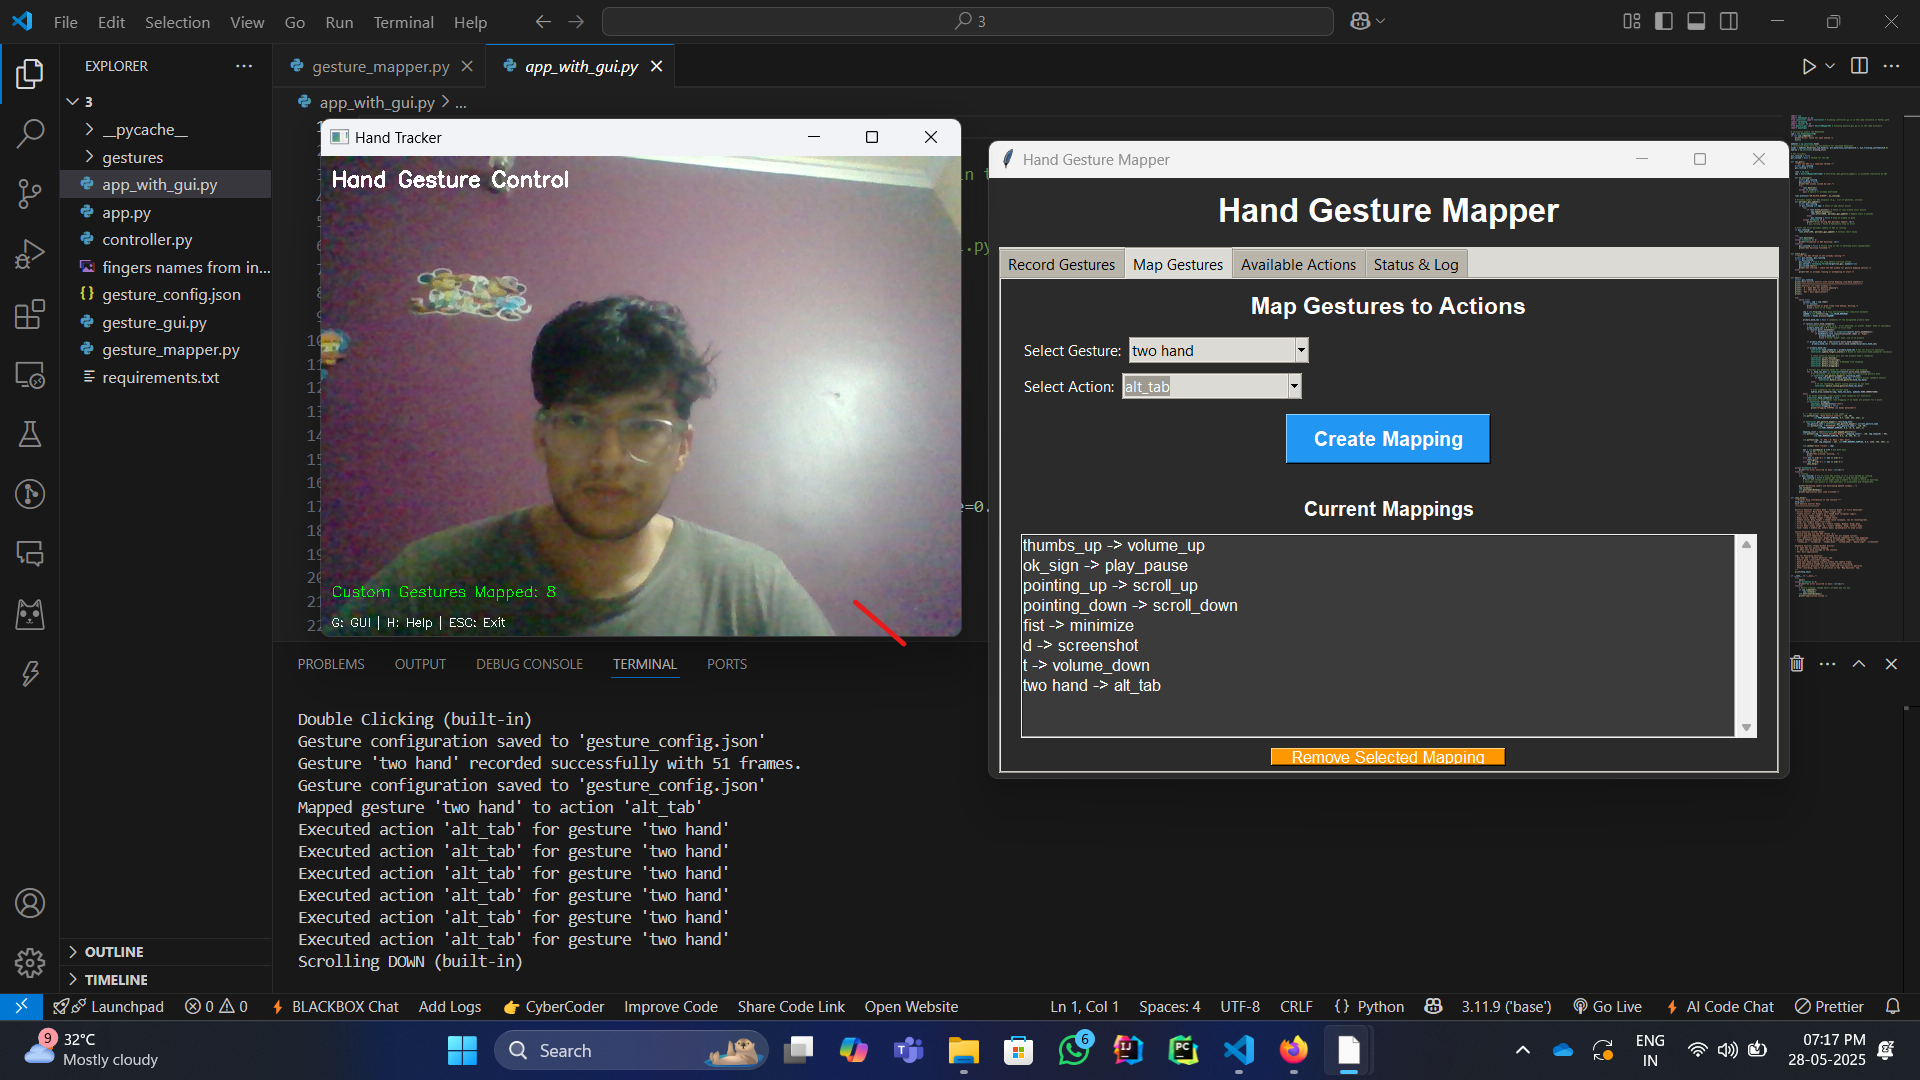 File Edit Selection View Go Run Terminal Help
3
EXPLORER
3
__pycache__
gestures
app_with_gui.py
app.py
controller.py
fingers names from in...
gesture_config.json
gesture_gui.py
gesture_mapper.py
requirements.txt
OUTLINE
TIMELINE
gesture_mapper.py
app_with_gui.py
app_with_gui.py > ...
Hand Tracker
Hand Gesture Control
Custom Gestures Mapped: 8
G: GUI | H: Help | ESC: Exit
Hand Gesture Mapper
Hand Gesture Mapper
Record Gestures Map Gestures Available Actions Status & Log
Map Gestures to Actions
Select Gesture: two hand
Select Action: alt_tab
Create Mapping
Current Mappings
thumbs_up -> volume_up
ok_sign -> play_pause
pointing_up -> scroll_up
pointing_down -> scroll_down
fist -> minimize
d -> screenshot
t -> volume_down
two hand -> alt_tab
Remove Selected Mapping
PROBLEMS OUTPUT DEBUG CONSOLE TERMINAL PORTS
Double Clicking (built-in)
Gesture configuration saved to 'gesture_config.json'
Gesture 'two hand' recorded successfully with 51 frames.
Gesture configuration saved to 'gesture_config.json'
Mapped gesture 'two hand' to action 'alt_tab'
Executed action 'alt_tab' for gesture 'two hand'
Executed action 'alt_tab' for gesture 'two hand'
Executed action 'alt_tab' for gesture 'two hand'
Executed action 'alt_tab' for gesture 'two hand'
Executed action 'alt_tab' for gesture 'two hand'
Executed action 'alt_tab' for gesture 'two hand'
Scrolling DOWN (built-in)
Launchpad 0 0 BLACKBOX Chat Add Logs CyberCoder Improve Code Share Code Link Open Website Ln 1, Col 1 Spaces: 4 UTF-8 CRLF {} Python 3.11.9 ('base') Go Live AI Code Chat Prettier
9
32°C
Mostly cloudy
Search
6
ENG
IN
07:17 PM
28-05-2025